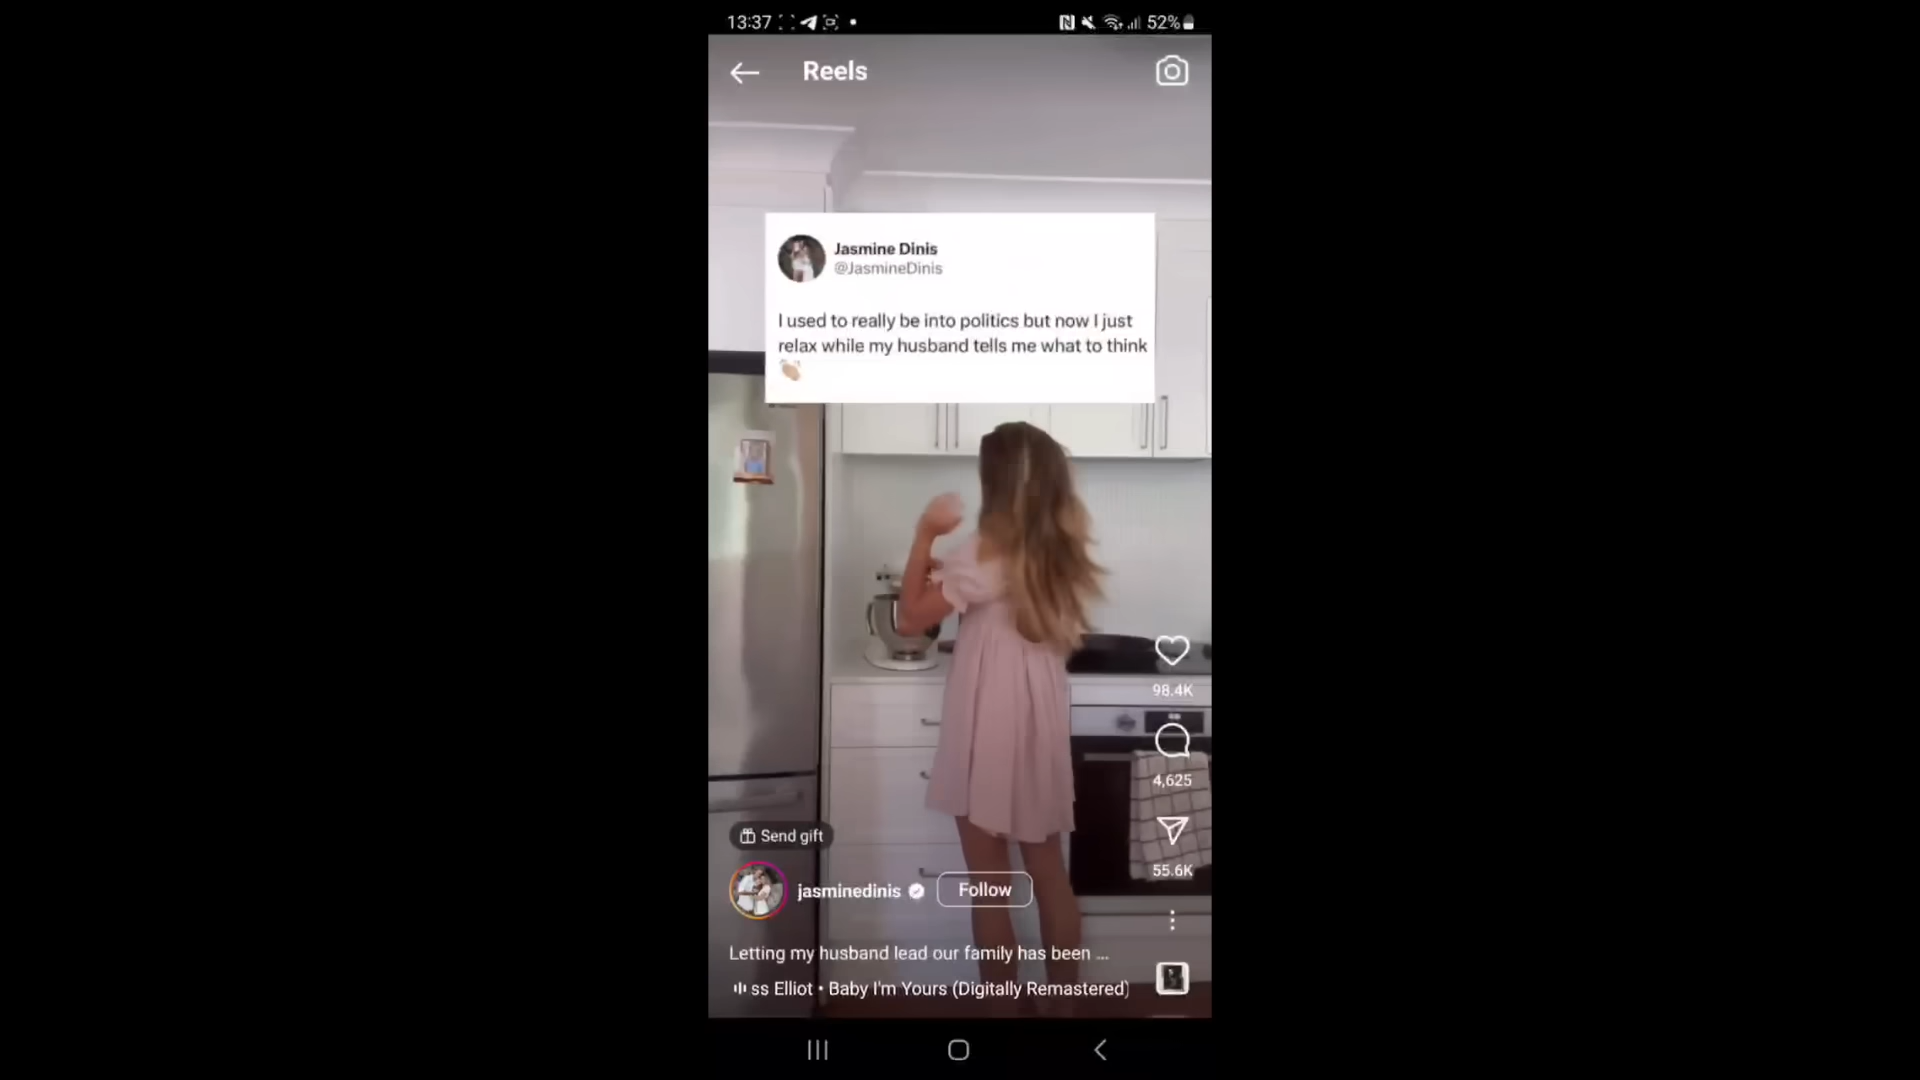 13:37
52%
Reels
Jasmine Dinis
@JasmineDinis
I used to really be into politics but now I just
relax while my husband tells me what to think
98.4K
4,625
Send gift
55.6K
jasminedinis
Follow
Letting my husband lead our family has been ...
ss Elliot • Baby I'm Yours (Digitally Remastered)